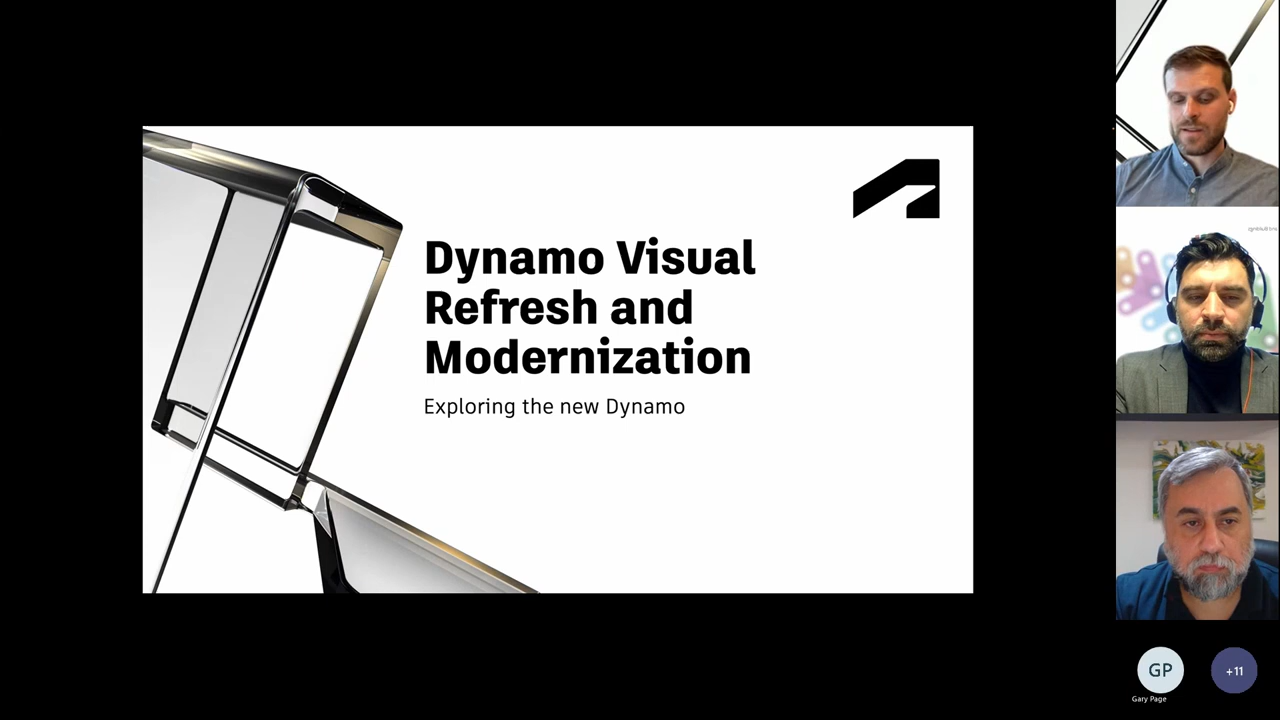 Dynamo Visual
Refresh and
Modernization
Exploring the new Dynamo
GP
+11
Gary Page